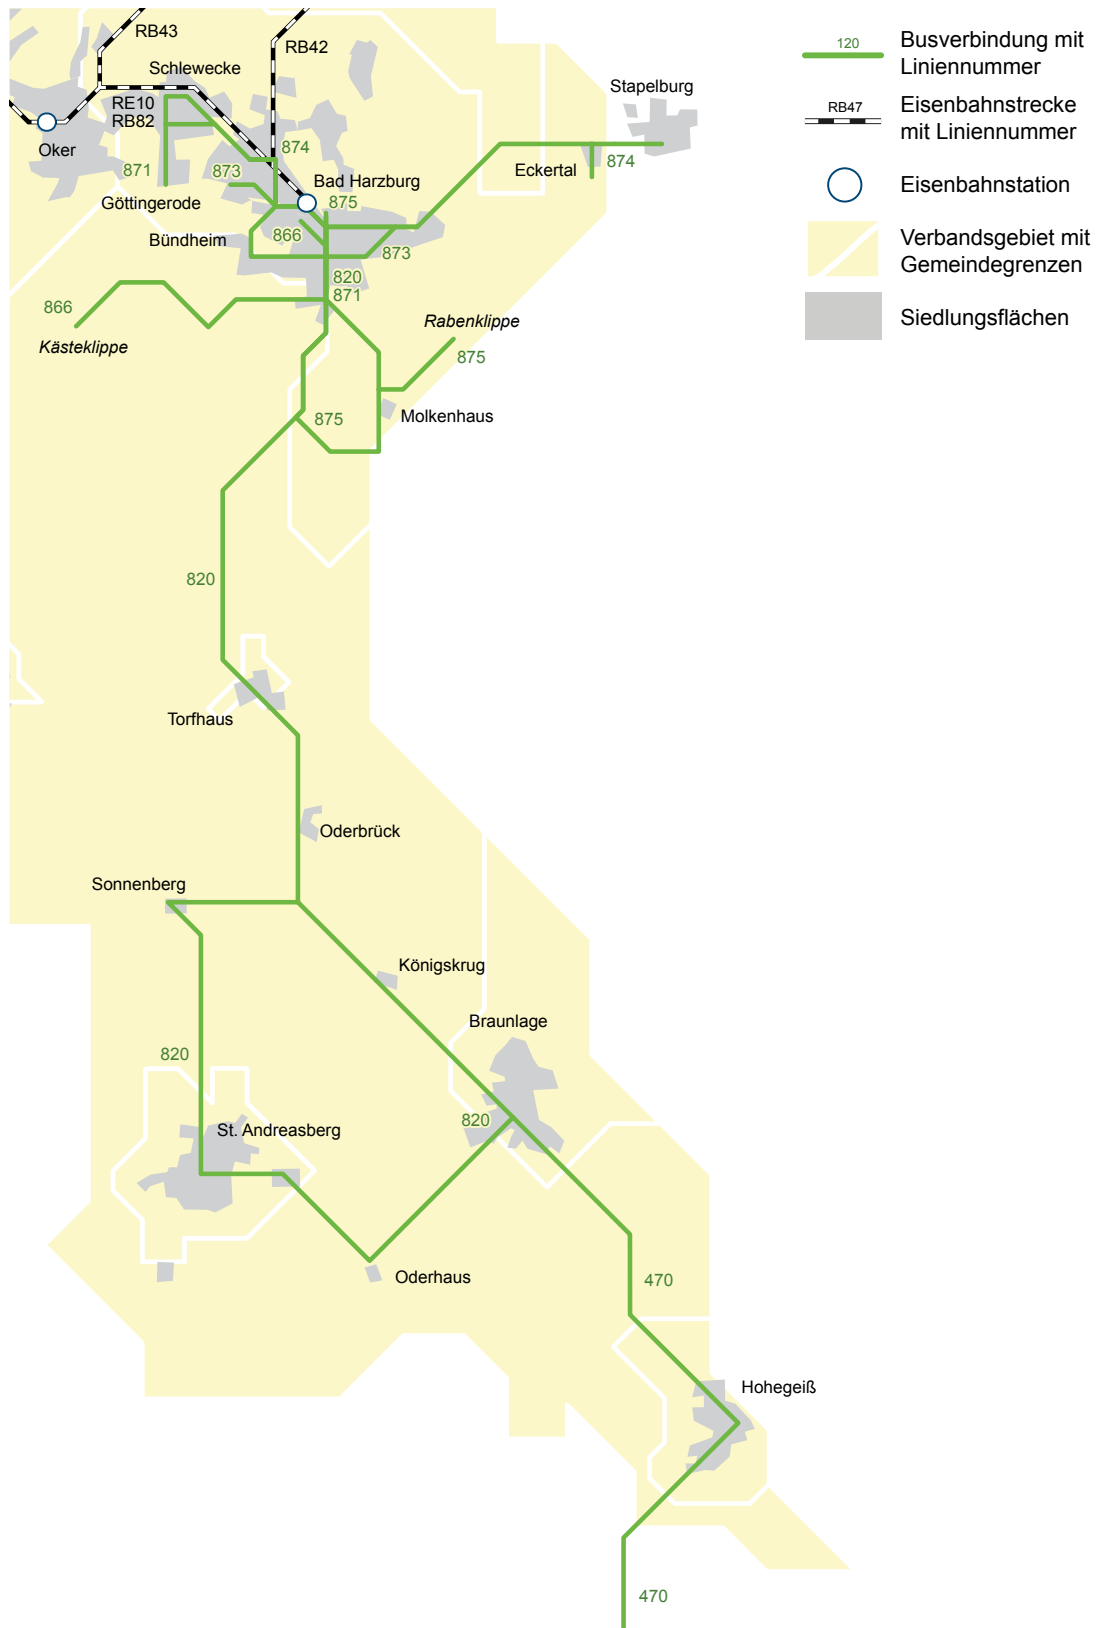 RB43
RB42
Schlewecke
RE10
RB82
Oker
871
873
874
Göttingerode
Bad Harzburg
875
Bündheim
866
873
820
871
Stapelburg
Eckertal
874
866
Kästeklippe
Rabenklippe
875
875
Molkenhaus
820
Torfhaus
Oderbrück
Sonnenberg
Königskrug
Braunlage
820
820
St. Andreasberg
Oderhaus
470
Hohegeiß
470
120
Busverbindung mit
Liniennummer
RB47
Eisenbahnstrecke
mit Liniennummer
Eisenbahnstation
Verbandsgebiet mit
Gemeindegrenzen
Siedlungsflächen